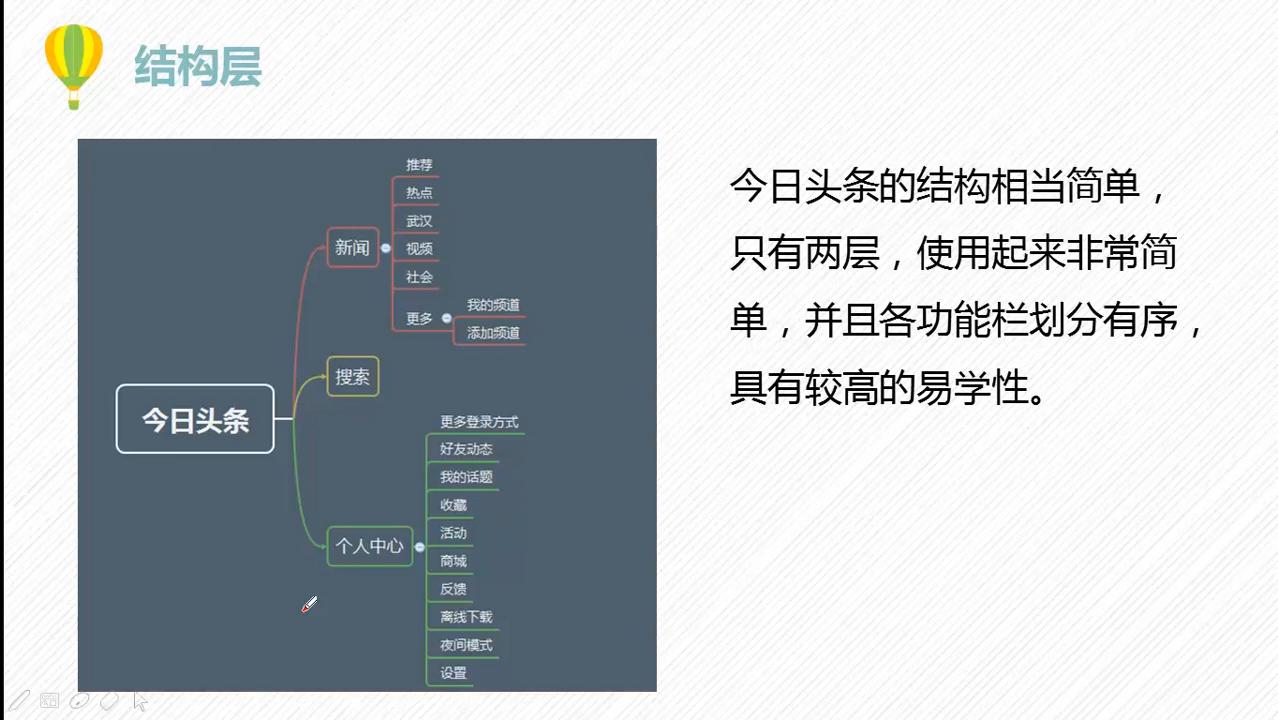 结构层
今日头条
新闻
推荐
热点
武汉
视频
社会
更多
我的频道
添加频道
搜索
个人中心
更多登录方式
好友动态
我的话题
收藏
活动
商城
反馈
离线下载
夜间模式
设置
今日头条的结构相当简单，
只有两层，使用起来非常简
单，并且各功能栏划分有序，
具有较高的易学性。